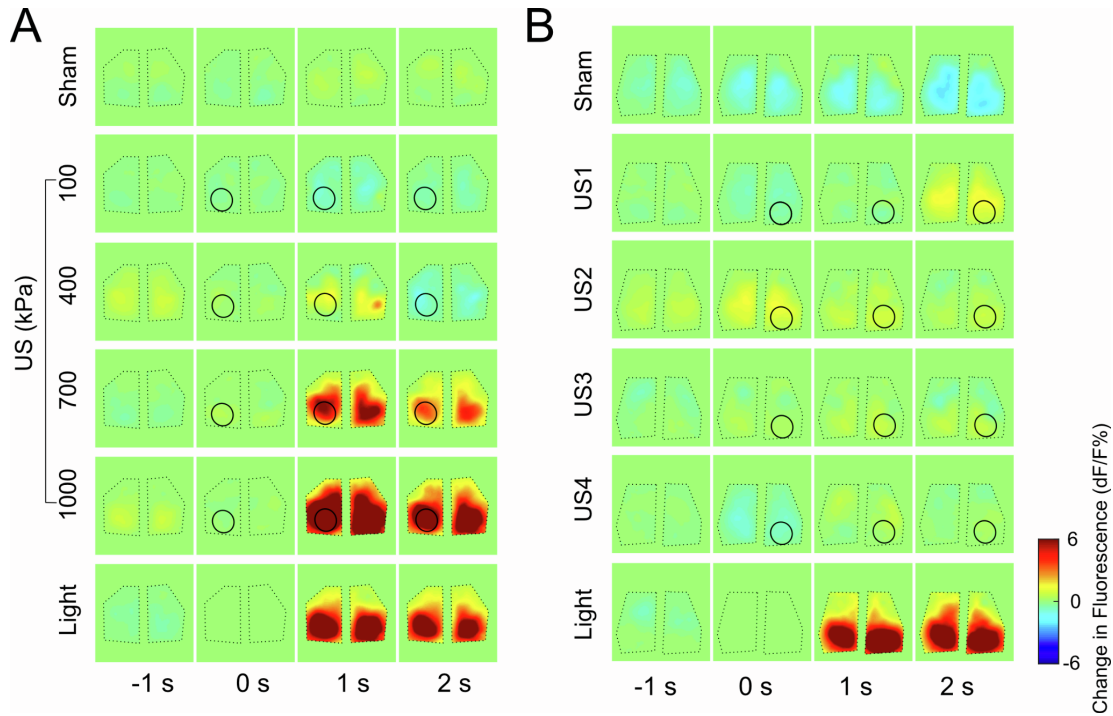 A
B
Sham
100
400
700
1000
US (kPa)
Light
-1 s
0 s
1 s
2 s
Sham
US1
US2
US3
US4
Light
-1 s
0 s
1 s
2 s
6
0
-6
Change in Fluorescence (dF/F%)